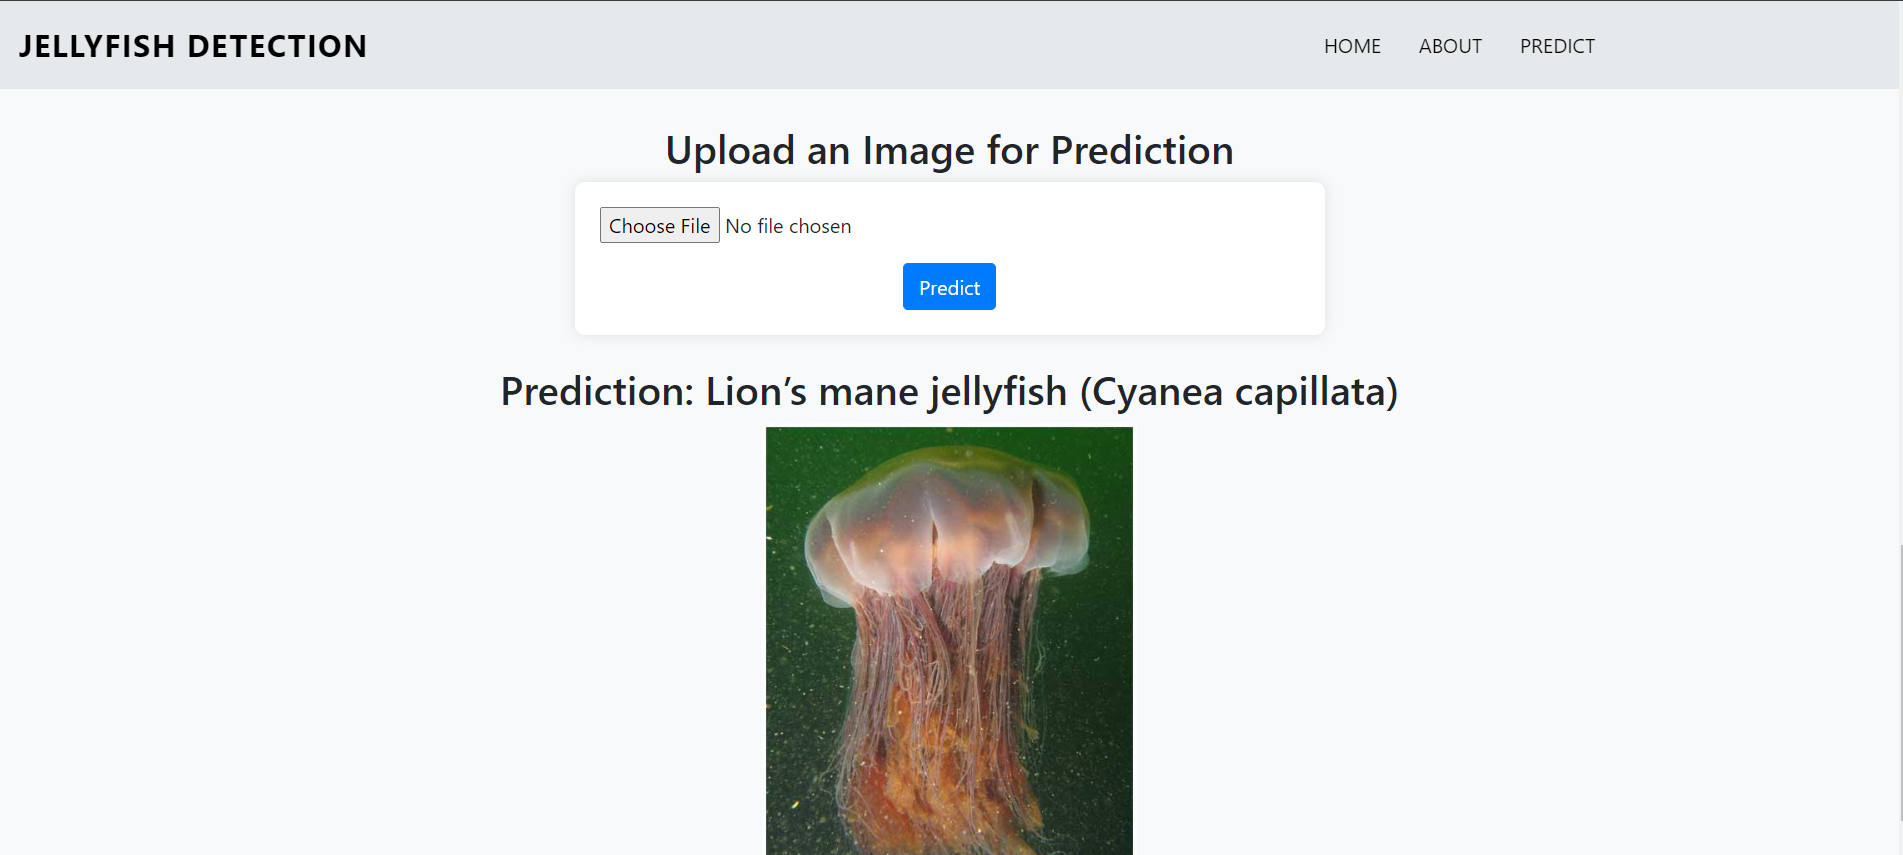 JELLYFISH DETECTION
HOME ABOUT PREDICT
Upload an Image for Prediction
Choose File No file chosen
Predict
Prediction: Lion’s mane jellyfish (Cyanea capillata)